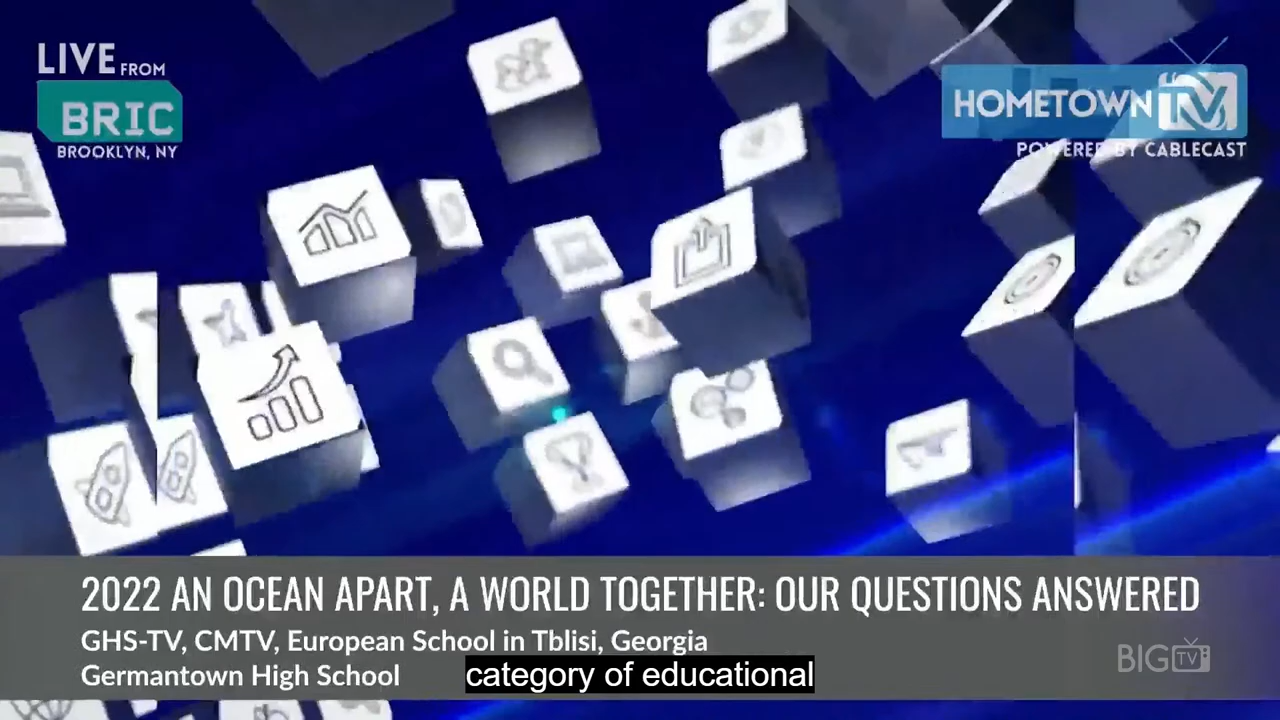 LIVE FROM
BRIC
BROOKLYN, NY
HOMETOWN TV
POWERED BY CABLECAST
2022 AN OCEAN APART, A WORLD TOGETHER: OUR QUESTIONS ANSWERED
GHS-TV, CMTV, European School in Tblisi, Georgia
Germantown High School
category of educational
BIG TV